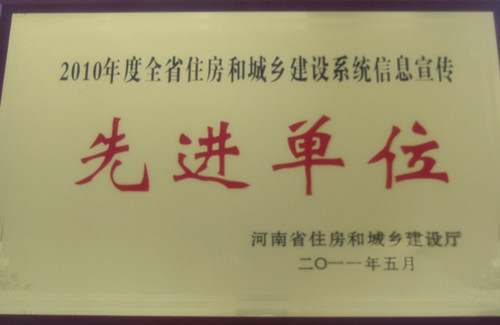 2010年度全省住房和城乡建设系统信息宣传
先进单位
河南省住房和城乡建设厅
二〇一一年五月